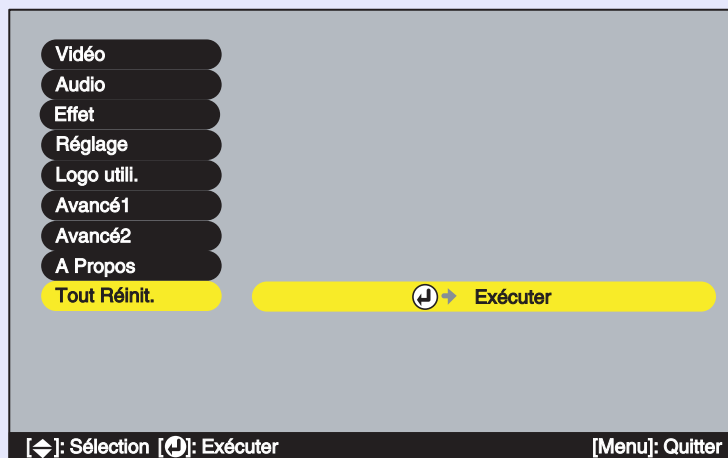 Vidéo
Audio
Effet
Réglage
Logo utili.
Avancé1
Avancé2
A Propos
Tout Réinit. Exécuter
[]: Sélection []: Exécuter [Menu]: Quitter